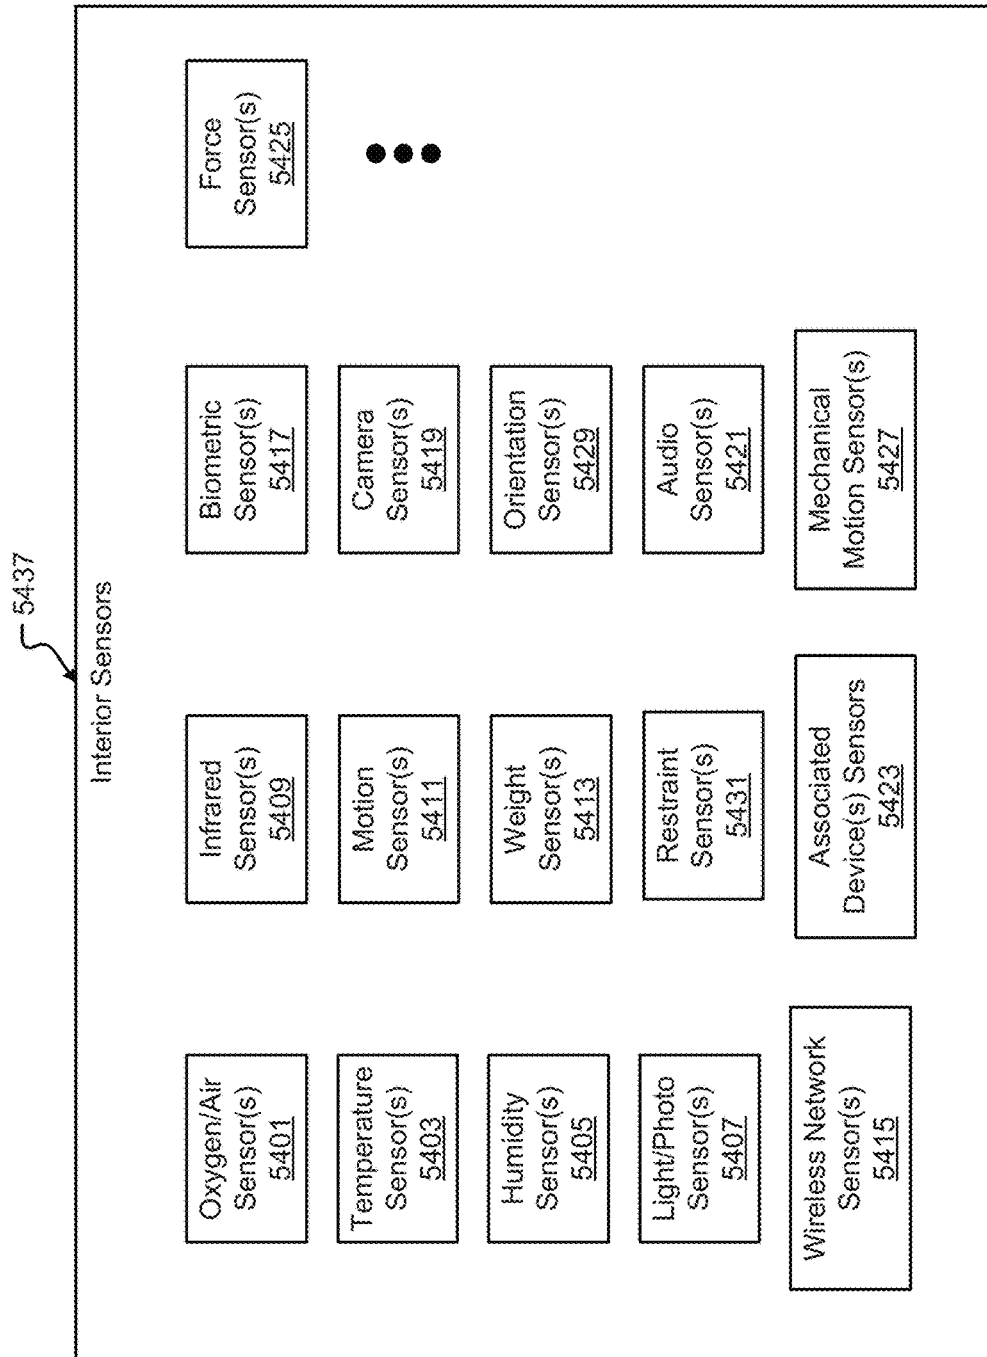 5437
Interior Sensors
Oxygen/Air
Sensor(s)
5401
Infrared
Sensor(s)
5409
Biometric
Sensor(s)
5417
Force
Sensor(s)
5425
Temperature
Sensor(s)
5403
Motion
Sensor(s)
5411
Camera
Sensor(s)
5419
Humidity
Sensor(s)
5405
Weight
Sensor(s)
5413
Orientation
Sensor(s)
5429
Light/Photo
Sensor(s)
5407
Restraint
Sensor(s)
5431
Audio
Sensor(s)
5421
Wireless Network
Sensor(s)
5415
Associated
Device(s) Sensors
5423
Mechanical
Motion Sensor(s)
5427